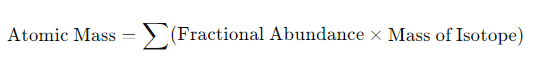 Atomic Mass = ∑(Fractional Abundance × Mass of Isotope)